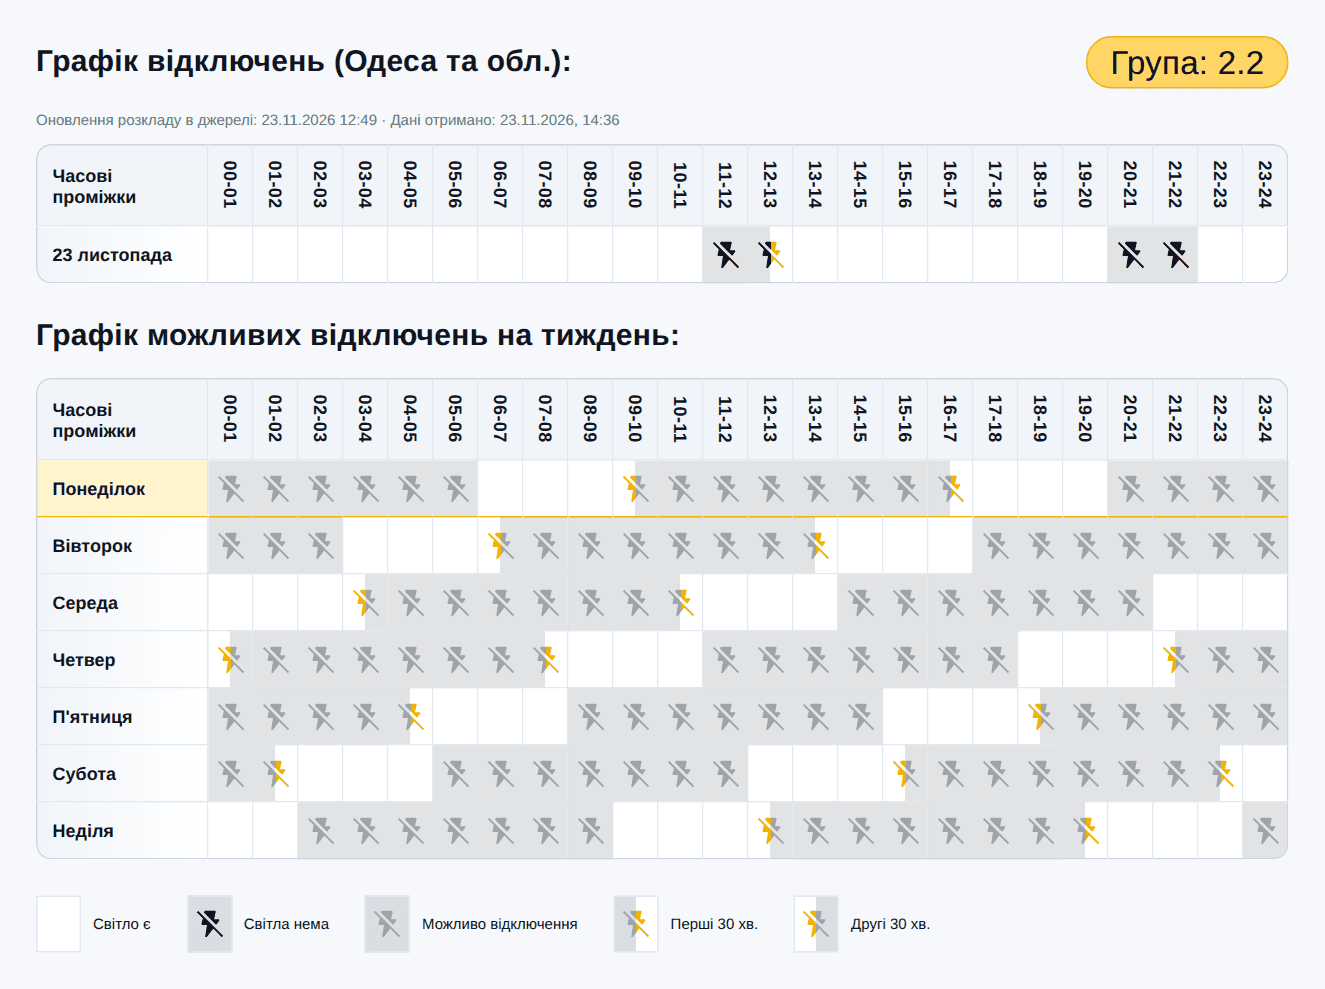 Графік відключень (Одеса та обл.):
Група: 2.2
Оновлення розкладу в джерелі: 23.11.2026 12:49 · Дані отримано: 23.11.2026, 14:36
Часові проміжки 00-01 01-02 02-03 03-04 04-05 05-06 06-07 07-08 08-09 09-10 10-11 11-12 12-13 13-14 14-15 15-16 16-17 17-18 18-19 19-20 20-21 21-22 22-23 23-24
23 листопада
Графік можливих відключень на тиждень:
Часові проміжки 00-01 01-02 02-03 03-04 04-05 05-06 06-07 07-08 08-09 09-10 10-11 11-12 12-13 13-14 14-15 15-16 16-17 17-18 18-19 19-20 20-21 21-22 22-23 23-24
Понеділок
Вівторок
Середа
Четвер
П'ятниця
Субота
Неділя
Світло є Світла нема Можливо відключення Перші 30 хв. Другі 30 хв.